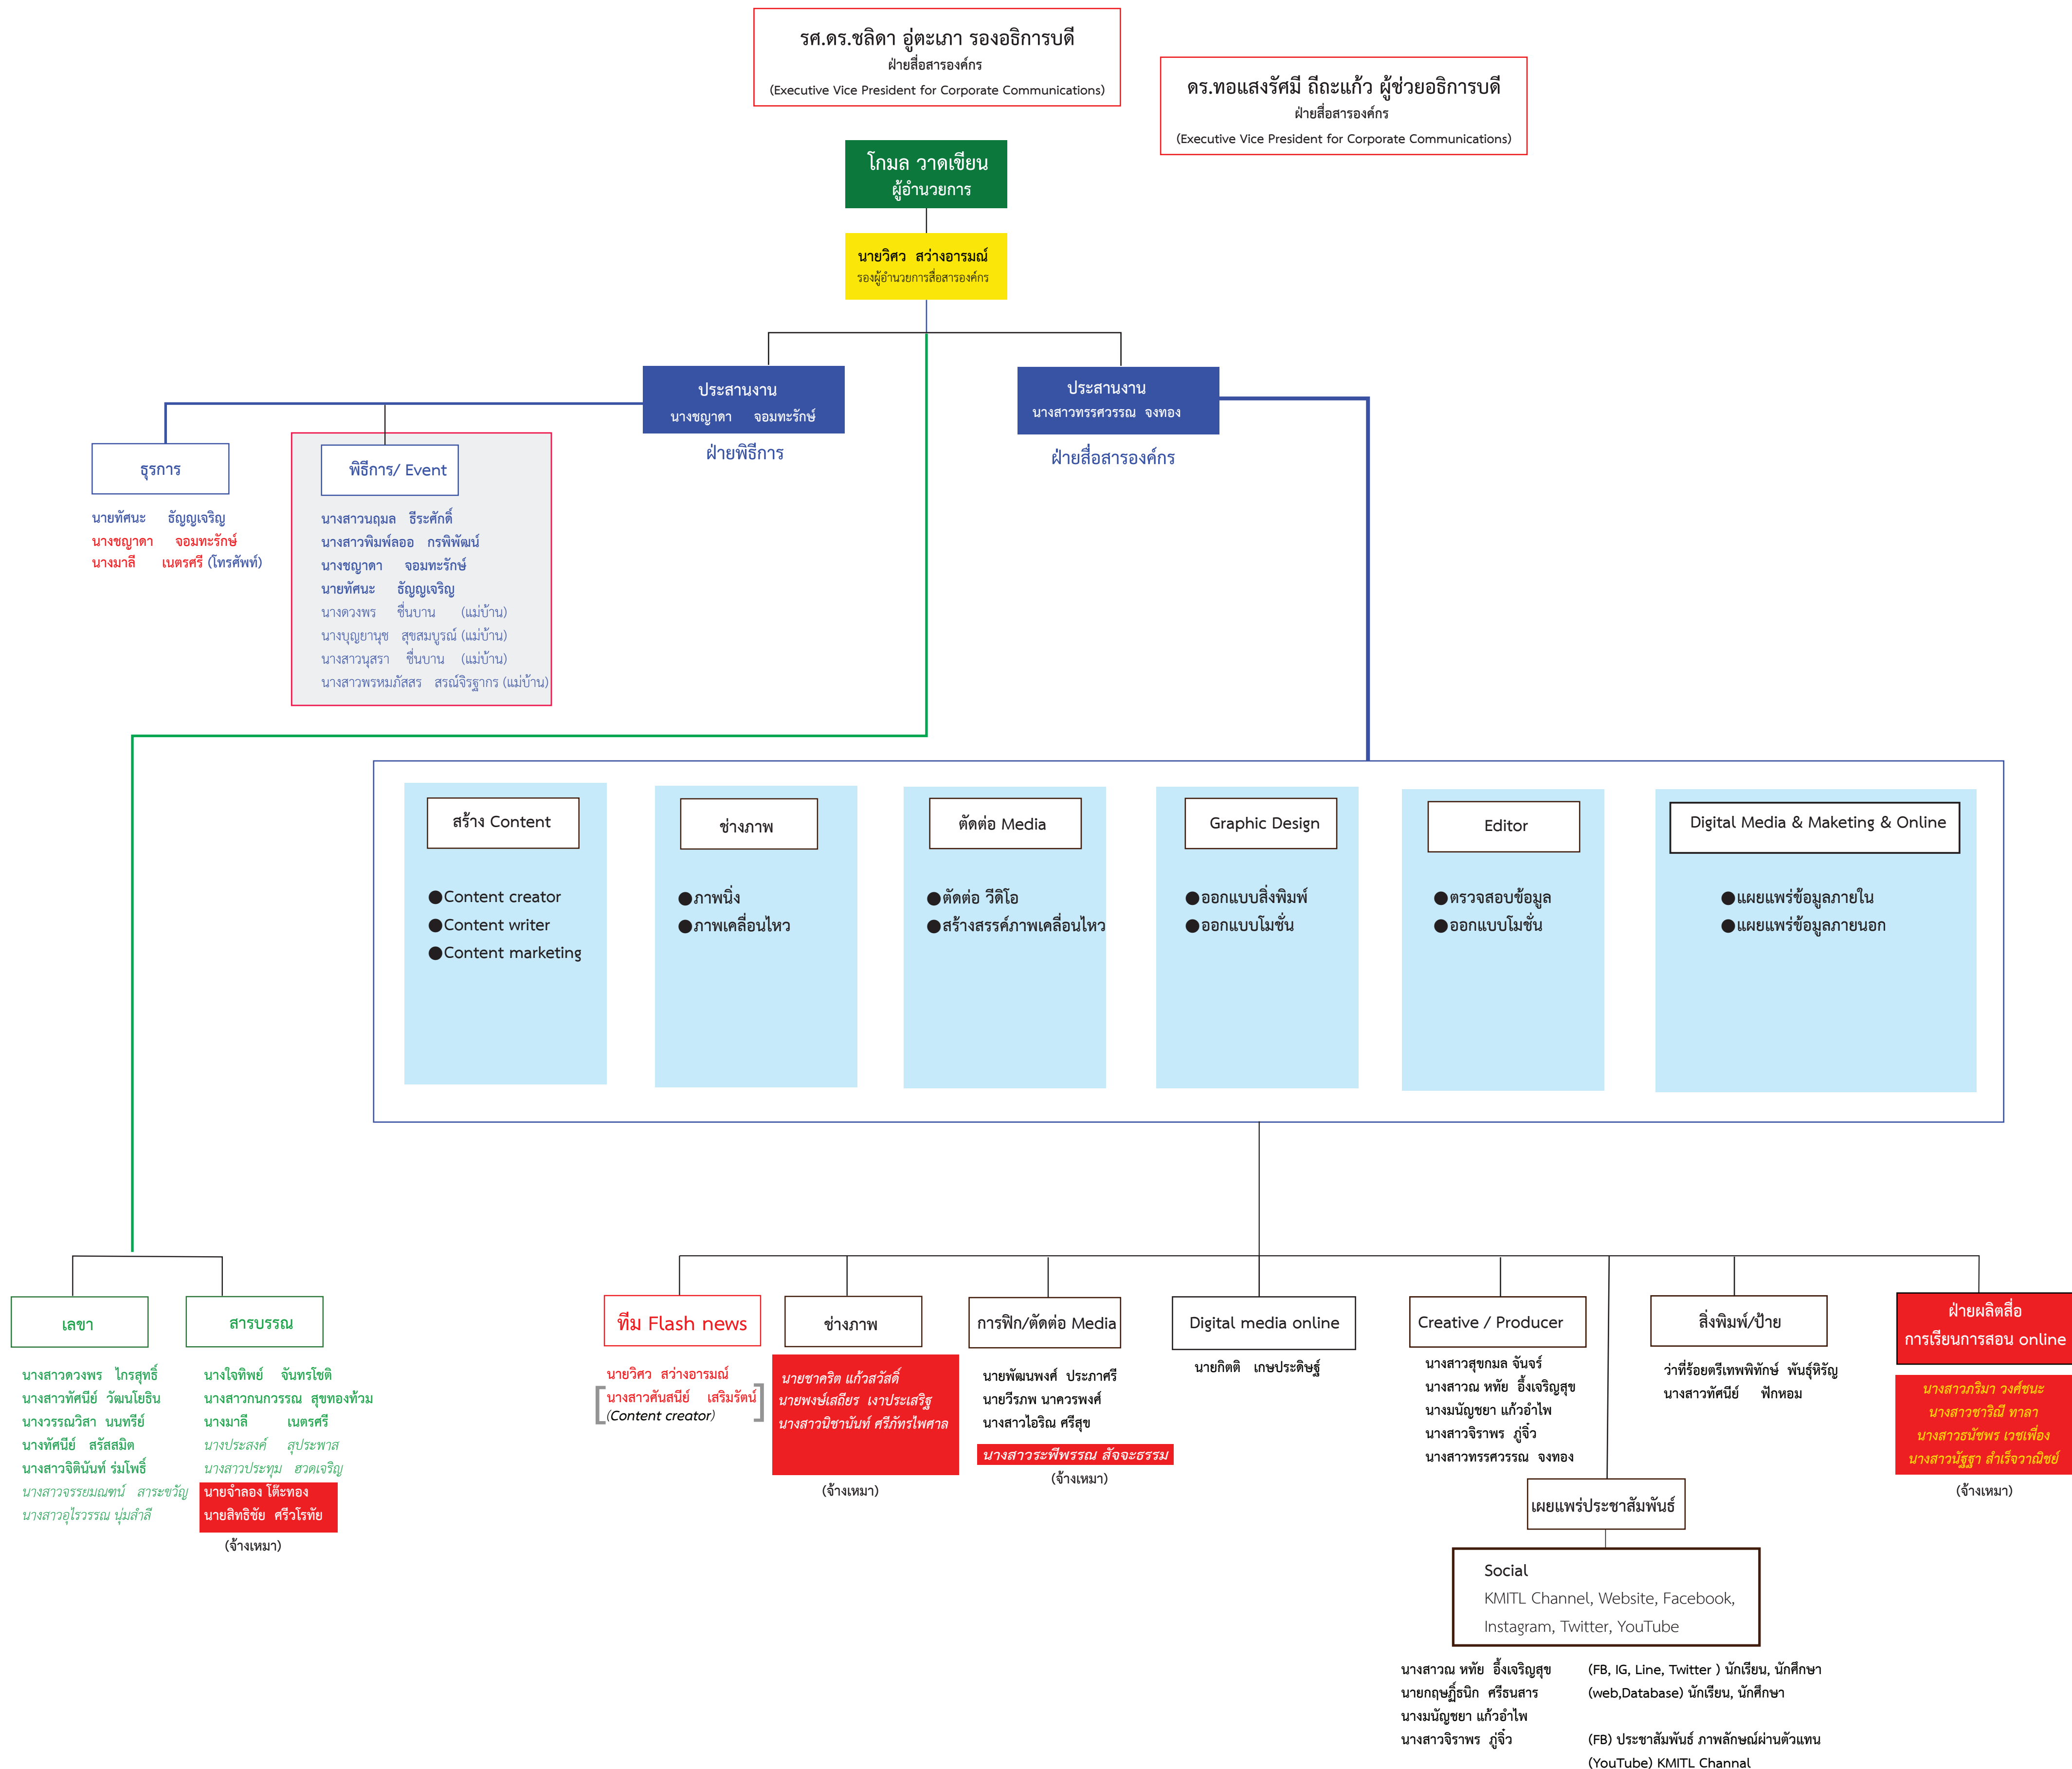 รศ.ดร.ชลิดา อู่ตะเภา รองอธิการบดี
ฝ่ายสื่อสารองค์กร
(Executive Vice President for Corporate Communications)
ดร.ทอแสงรัศมี ถีถะแก้ว ผู้ช่วยอธิการบดี
ฝ่ายสื่อสารองค์กร
(Executive Vice President for Corporate Communications)
โกมล วาดเขียน
ผู้อำนวยการ
นายวิศว สว่างอารมณ์
รองผู้อำนวยการสื่อสารองค์กร
ประสานงาน
นางชญาดา จอมทะรักษ์
ฝ่ายพิธีการ
ประสานงาน
นางสาวทรรศวรรณ จงทอง
ฝ่ายสื่อสารองค์กร
ธุรการ
นายทัศนะ ธัญญเจริญ
นางชญาดา จอมทะรักษ์
นางมาลี เนตรศรี (โทรศัพท์)
พิธีการ/ Event
นางสาวนฤมล ธีระศักดิ์
นางสาวพิมพ์ลออ กรพิพัฒน์
นางชญาดา จอมทะรักษ์
นายทัศนะ ธัญญเจริญ
นางดวงพร ชื่นบาน (แม่บ้าน)
นางบุญยานุช สุขสมบูรณ์ (แม่บ้าน)
นางสาวนุสรา ชื่นบาน (แม่บ้าน)
นางสาวพรหมภัสสร สรณ์จิรฐากร (แม่บ้าน)
สร้าง Content
●Content creator
●Content writer
●Content marketing
ช่างภาพ
●ภาพนิ่ง
●ภาพเคลื่อนไหว
ตัดต่อ Media
●ตัดต่อ วีดิโอ
●สร้างสรรค์ภาพเคลื่อนไหว
Graphic Design
●ออกแบบสิ่งพิมพ์
●ออกแบบโมชั่น
Editor
●ตรวจสอบข้อมูล
●ออกแบบโมชั่น
Digital Media & Maketing & Online
●แผยแพร่ข้อมูลภายใน
●แผยแพร่ข้อมูลภายนอก
เลขา
นางสาวดวงพร ไกรสุทธิ์
นางสาวทัศนีย์ วัฒนโยธิน
นางวรรณวิสา นนทรีย์
นางทัศนีย์ สรัสสมิต
นางสาวจิตินันท์ ร่มโพธิ์
นางสาวจรรยมณฑน์ สาระขวัญ
นางสาวอุไรวรรณ นุ่มสำลี
สารบรรณ
นางใจทิพย์ จันทรโชติ
นางสาวกนกวรรณ สุขทองท้วม
นางมาลี เนตรศรี
นางประสงค์ สุประพาส
นางสาวประทุม ฮวดเจริญ
นายจำลอง โต๊ะทอง
นายสิทธิชัย ศรีวโรทัย
(จ้างเหมา)
ทีม Flash news
นายวิศว สว่างอารมณ์
นางสาวศันสนีย์ เสริมรัตน์
(Content creator)
ช่างภาพ
นายชาคริต แก้วสวัสดิ์
นายพงษ์เสถียร เงาประเสริฐ
นางสาวนิชานันท์ ศรีภัทรไพศาล
(จ้างเหมา)
การฟิก/ตัดต่อ Media
นายพัฒนพงศ์ ประภาศรี
นายวีรภพ นาควรพงศ์
นางสาวไอริณ ศรีสุข
นางสาวระพีพรรณ สัจจะธรรม
(จ้างเหมา)
Digital media online
นายกิตติ เกษประดิษฐ์
Creative / Producer
นางสาวสุขกมล จันจร์
นางสาวณ หทัย อึ้งเจริญสุข
นางมนัญชยา แก้วอำไพ
นางสาวจิราพร ภู่จิ๋ว
นางสาวทรรศวรรณ จงทอง
สิ่งพิมพ์/ป้าย
ว่าที่ร้อยตรีเทพพิทักษ์ พันธุ์หิรัญ
นางสาวทัศนีย์ ฟักหอม
ฝ่ายผลิตสื่อ
การเรียนการสอน online
นางสาวภริมา วงศ์ชนะ
นางสาวชาริณี ทาลา
นางสาวธนัชพร เวชเฟื่อง
นางสาวนัฐฐา สำเร็จวาณิชย์
(จ้างเหมา)
เผยแพร่ประชาสัมพันธ์
Social
KMITL Channel, Website, Facebook,
Instagram, Twitter, YouTube
นางสาวณ หทัย อึ้งเจริญสุข (FB, IG, Line, Twitter ) นักเรียน, นักศึกษา
นายกฤษฏิ์ธนิก ศรีธนสาร (web,Database) นักเรียน, นักศึกษา
นางมนัญชยา แก้วอำไพ
นางสาวจิราพร ภู่จิ๋ว (FB) ประชาสัมพันธ์ ภาพลักษณ์ผ่านตัวแทน
(YouTube) KMITL Channal